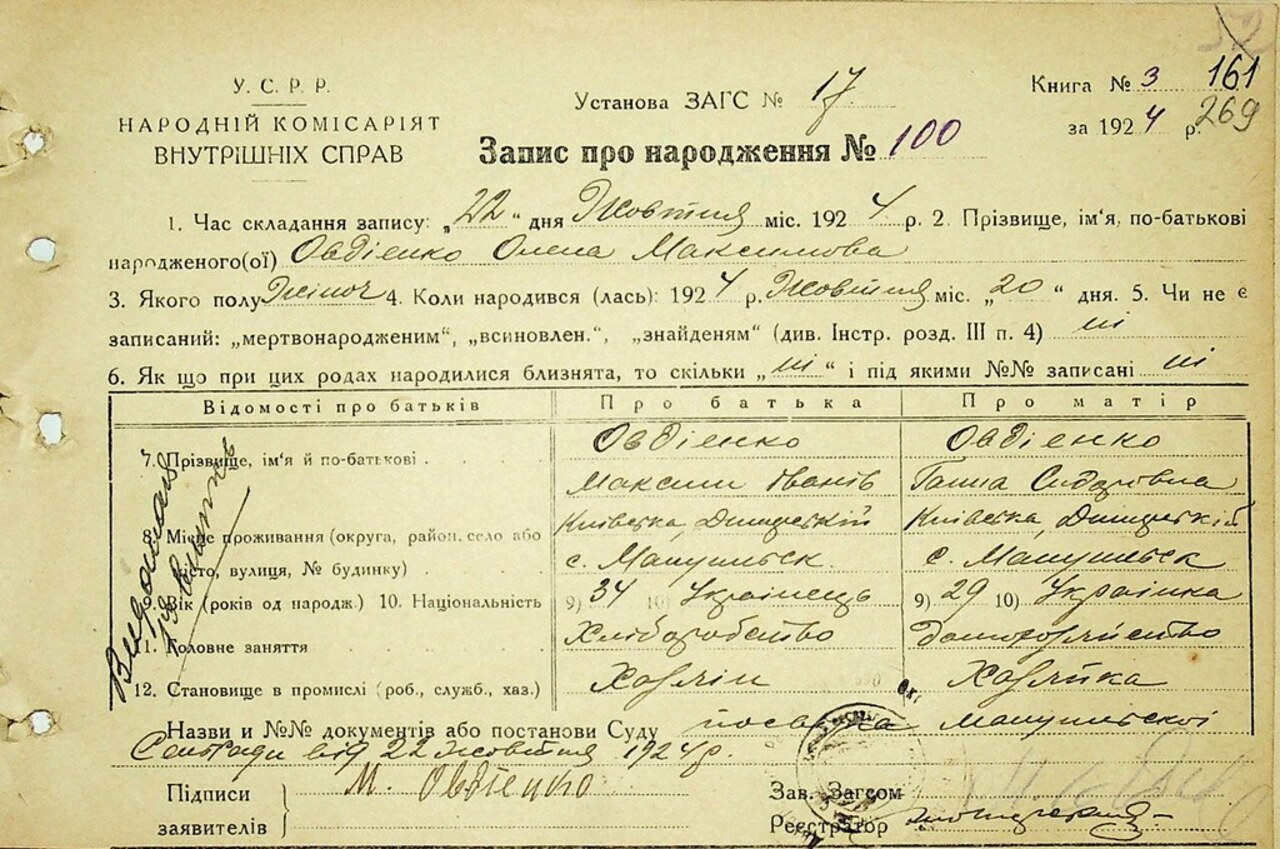 У. С. Р. Р.
НАРОДНІЙ КОМІСАРІЯТ
ВНУТРІШНІХ СПРАВ
Установа ЗАГС № 17
Книга № 3 161
за 1924 р. 269
Запис про народження № 100
1. Час складання запису: „22“ дня Жовтня міс. 1924 р. 2. Прізвище, ім'я, по-батькові
народженого(ої) Овдієнко Олена Максимова
3. Якого полу Жіноч 4. Коли народився (лась): 1924 р. Жовтня міс. „20“ дня. 5. Чи не є
записаний: „мертвонародженим“, „всиновлен.“, „знайденям“ (див. Інстр. розд. III п. 4) ні
6. Як що при цих родах народилися близнята, то скільки „ні“ і під якими №№ записані ні
Відомості про батьків Про батька Про матір
7. Прізвище, ім'я й по-батькові Овдієнко Овдієнко
Максим Іванів Ганна Сидорівна
8. Місце проживання (округа, район, село або Київська, Київська,
місто, вулиця, № будинку) с. с.
9. Вік (років од народж.) 10. Національність 9) 34 10) Українець 9) 29 10) Українка
11. Головне заняття Хліборобство домогосляйство
12. Становище в промислі (роб., служб., хаз.) Хазяїн Хазяйка
Назви и №№ документів або постанови Суду посвідка
Сельради від 22 жовтня 1924 р.
Підписи М. Овдієнко Зав. Загсом
заявителів Реєстратор